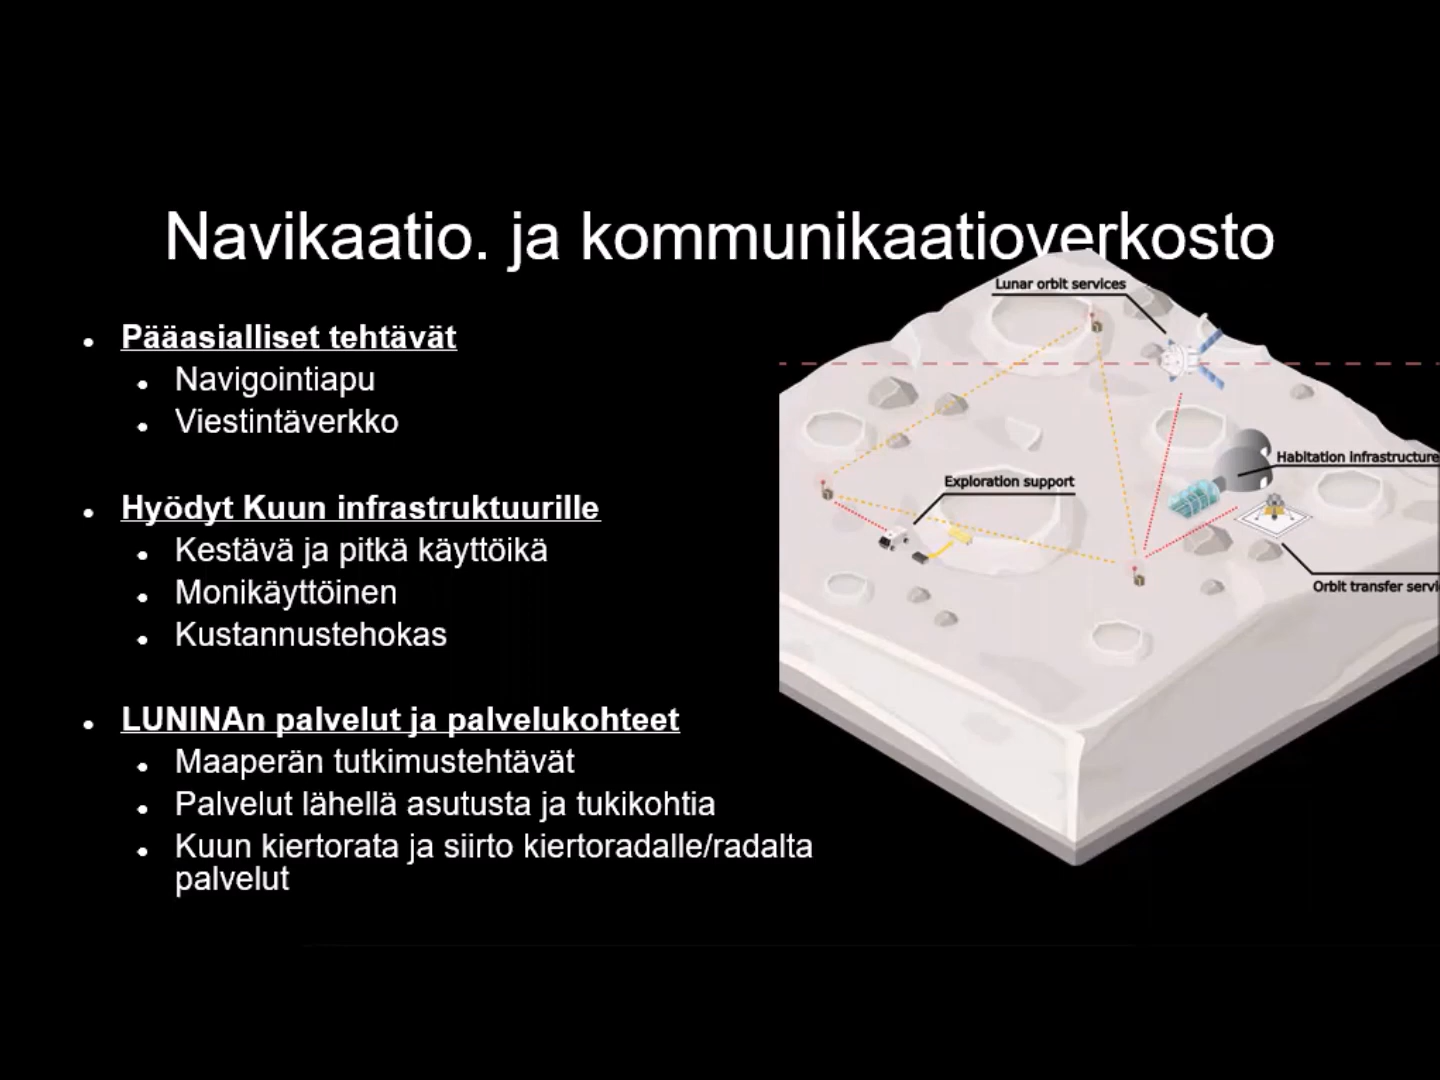 Navikaatio. ja kommunikaatioverkosto
Pääasialliset tehtävät
Navigointiapu
Viestintäverkko
Hyödyt Kuun infrastruktuurille
Kestävä ja pitkä käyttöikä
Monikäyttöinen
Kustannustehokas
LUNINAn palvelut ja palvelukohteet
Maaperän tutkimustehtävät
Palvelut lähellä asutusta ja tukikohtia
Kuun kiertorata ja siirto kiertoradalle/radalta
palvelut
Lunar orbit services
Habitation infrastructure
Exploration support
Orbit transfer